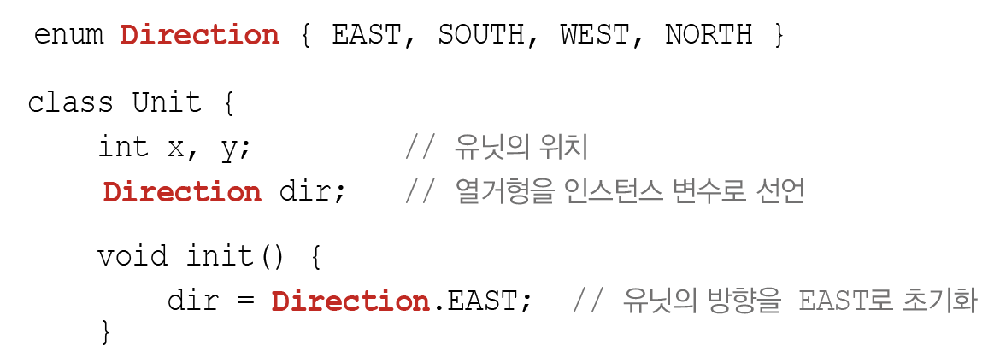 enum Direction { EAST, SOUTH, WEST, NORTH }
class Unit {
    int x, y;         // 유닛의 위치
    Direction dir;   // 열거형을 인스턴스 변수로 선언
    void init() {
        dir = Direction.EAST;  // 유닛의 방향을 EAST로 초기화
    }